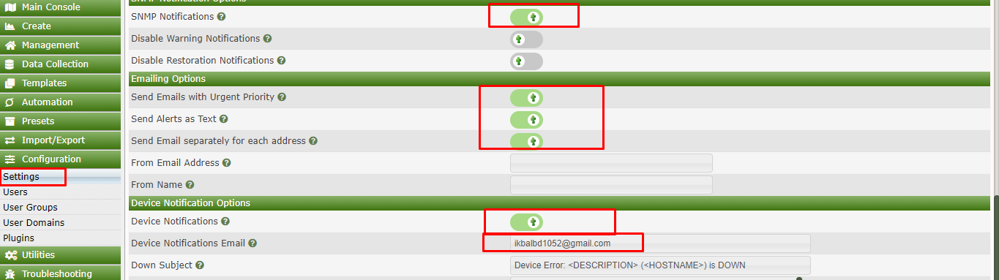 Main Console
Create
Management
Data Collection
Templates
Automation
Presets
Import/Export
Configuration
Settings
Users
User Groups
User Domains
Plugins
Utilities
Troubleshooting
SNMP Notification Options
SNMP Notifications
Disable Warning Notifications
Disable Restoration Notifications
Emailing Options
Send Emails with Urgent Priority
Send Alerts as Text
Send Email separately for each address
From Email Address
From Name
Device Notification Options
Device Notifications
Device Notifications Email ikbalbd1052@gmail.com
Down Subject Device Error: <DESCRIPTION> (<HOSTNAME>) is DOWN